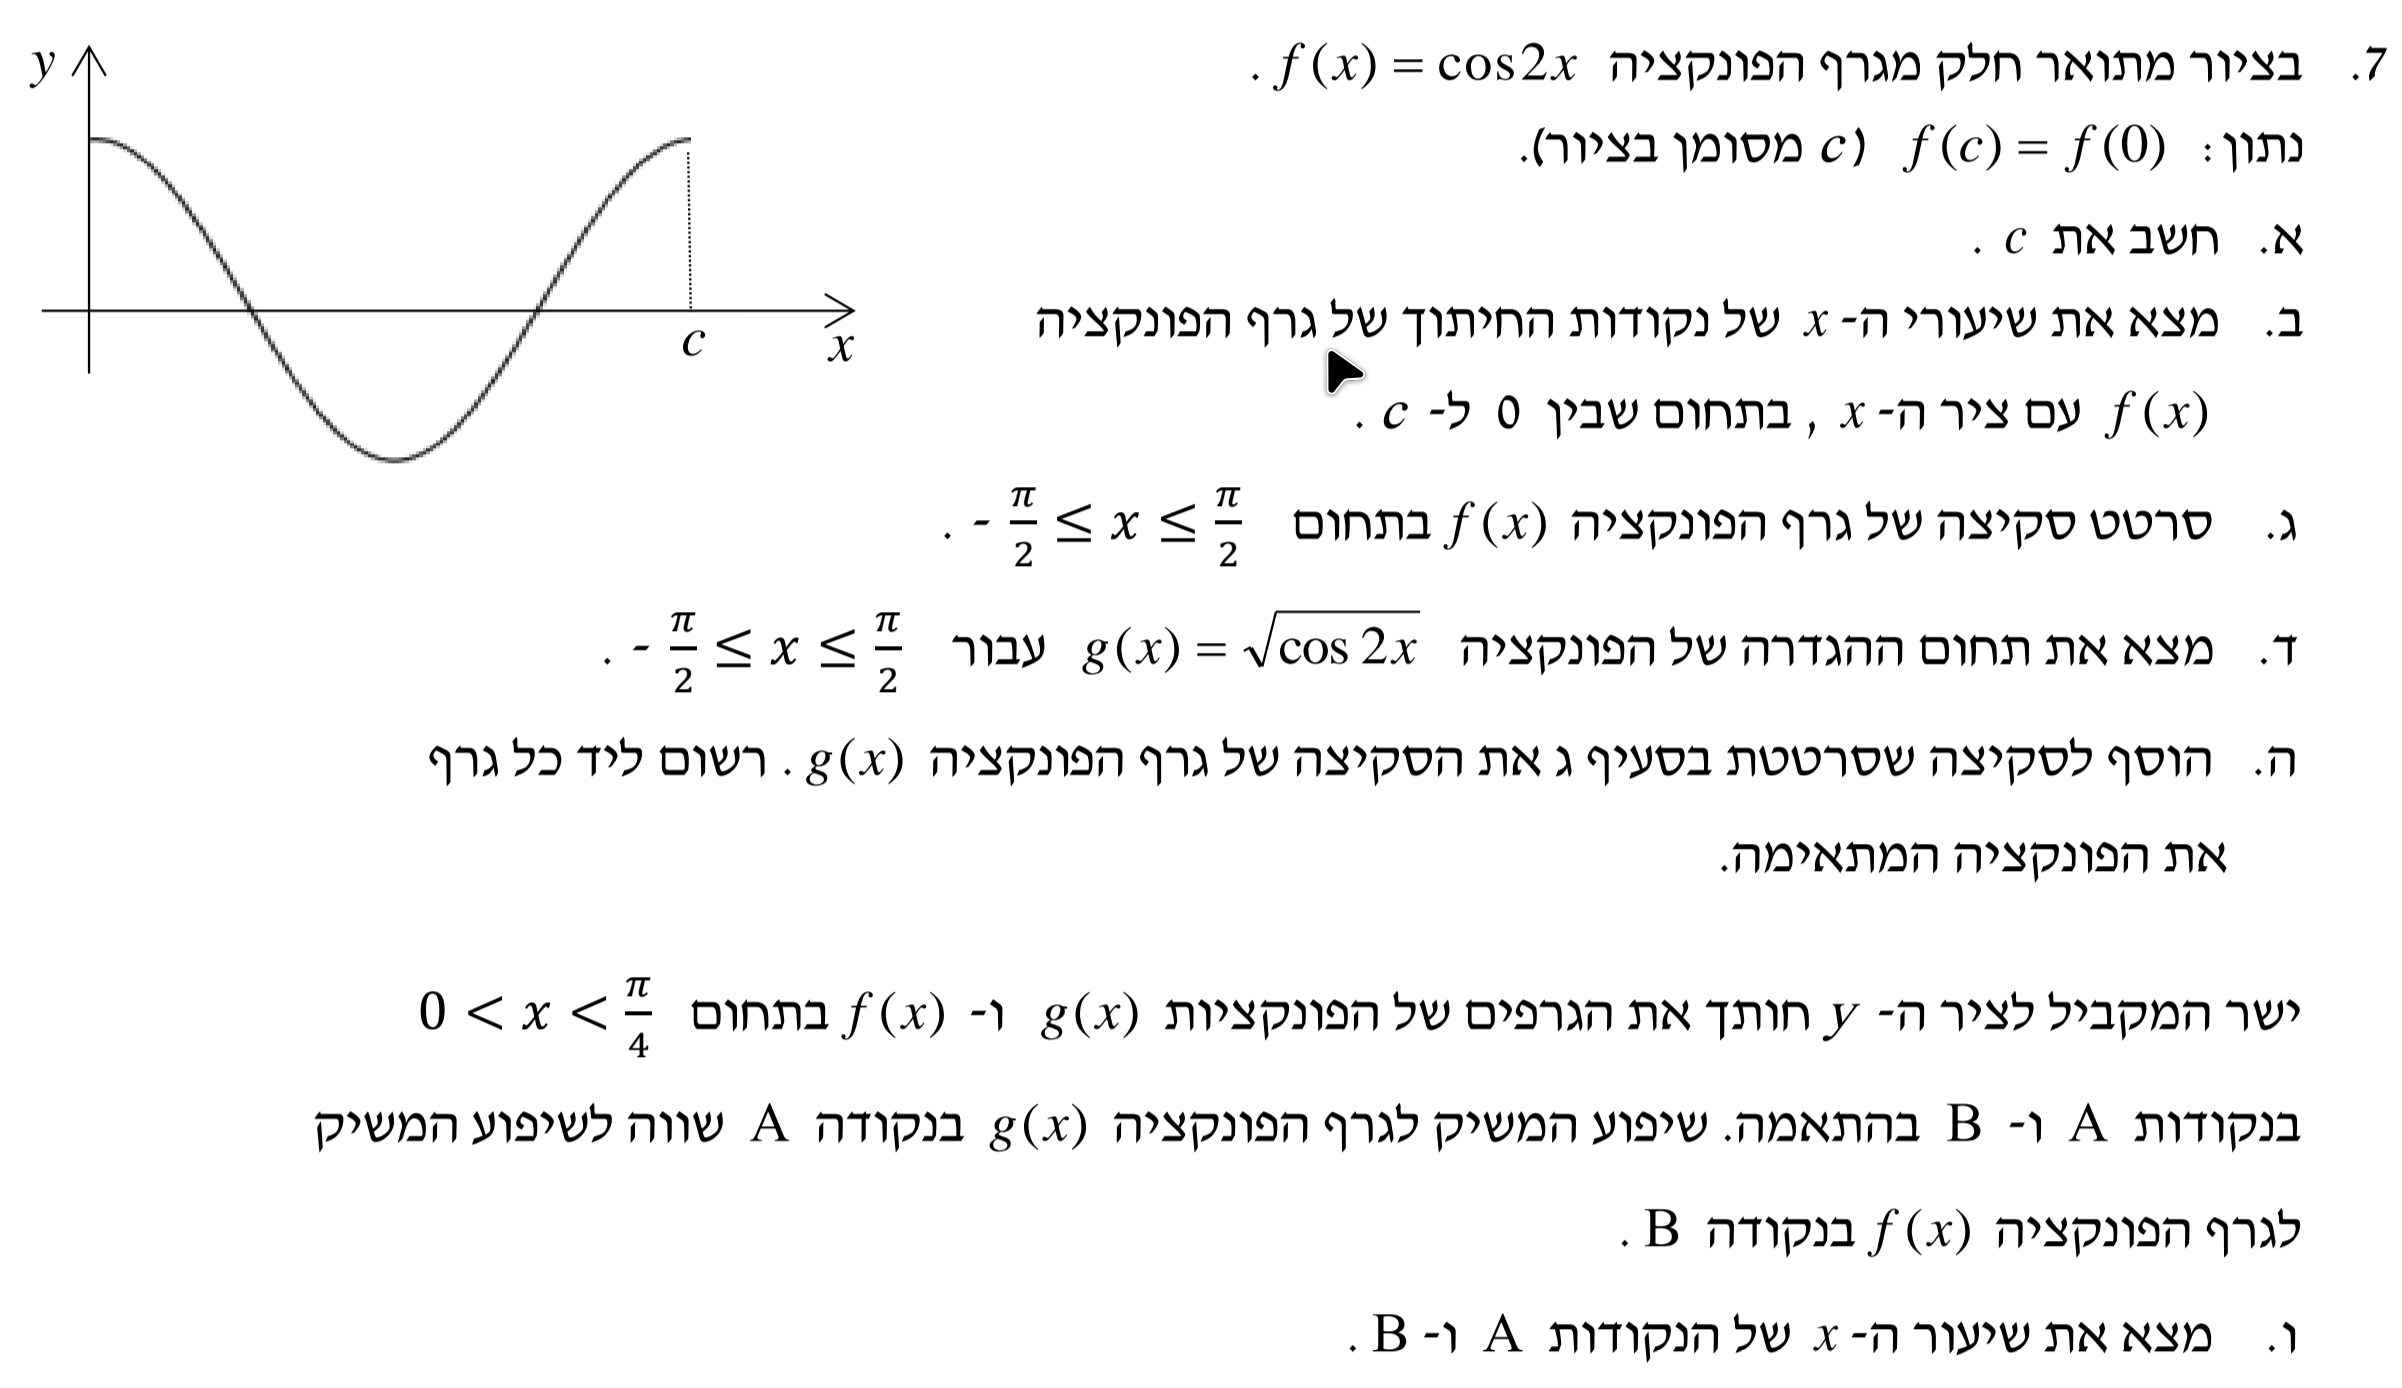 7. בציור מתואר חלק מגרף הפונקציה f(x) = cos2x .
נתון: f(c) = f(0) (c מסומן בציור).
א. חשב את c .
ב. מצא את שיעורי ה- x של נקודות החיתוך של גרף הפונקציה
f(x) עם ציר ה- x , בתחום שבין 0 ל- c .
ג. סרטט סקיצה של גרף הפונקציה f(x) בתחום -π/2 ≤ x ≤ π/2 .
ד. מצא את תחום ההגדרה של הפונקציה g(x) = √cos 2x עבור -π/2 ≤ x ≤ π/2 .
ה. הוסף לסקיצה שסרטטת בסעיף ג את הסקיצה של גרף הפונקציה g(x) . רשום ליד כל גרף
את הפונקציה המתאימה.
ישר המקביל לציר ה- y חותך את הגרפים של הפונקציות g(x) ו- f(x) בתחום 0 < x < π/4
בנקודות A ו- B בהתאמה. שיפוע המשיק לגרף הפונקציה g(x) בנקודה A שווה לשיפוע המשיק
לגרף הפונקציה f(x) בנקודה B .
ו. מצא את שיעור ה- x של הנקודות A ו- B .
y
c
x